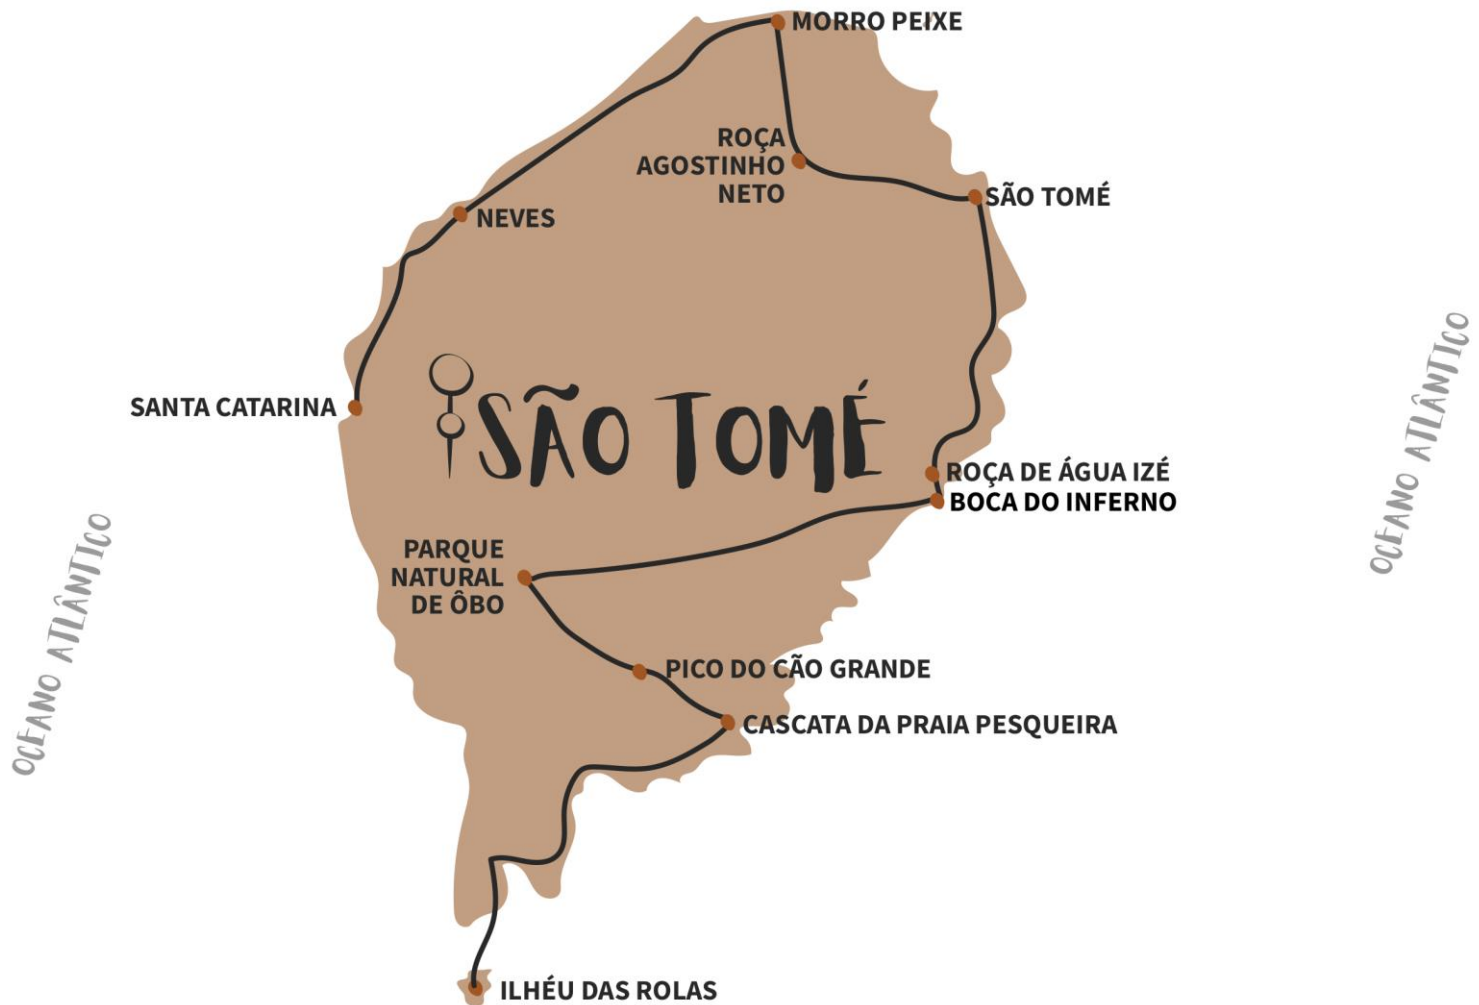 MORRO PEIXE
ROÇA
AGOSTINHO
NETO
SÃO TOMÉ
NEVES
SANTA CATARINA
SÃO TOMÉ
OCEANO ATLÂNTICO
ROÇA DE ÁGUA IZÉ
BOCA DO INFERNO
PARQUE
NATURAL
DE ÔBO
OCEANO ATLÂNTICO
PICO DO CÃO GRANDE
CASCATA DA PRAIA PESQUEIRA
ILHÉU DAS ROLAS